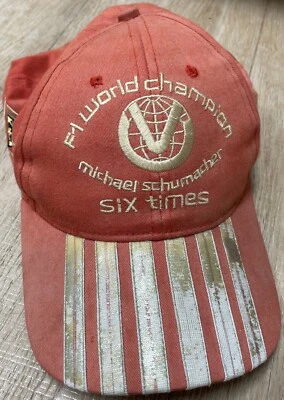 F1 world champion
V
michael schumacher
six times